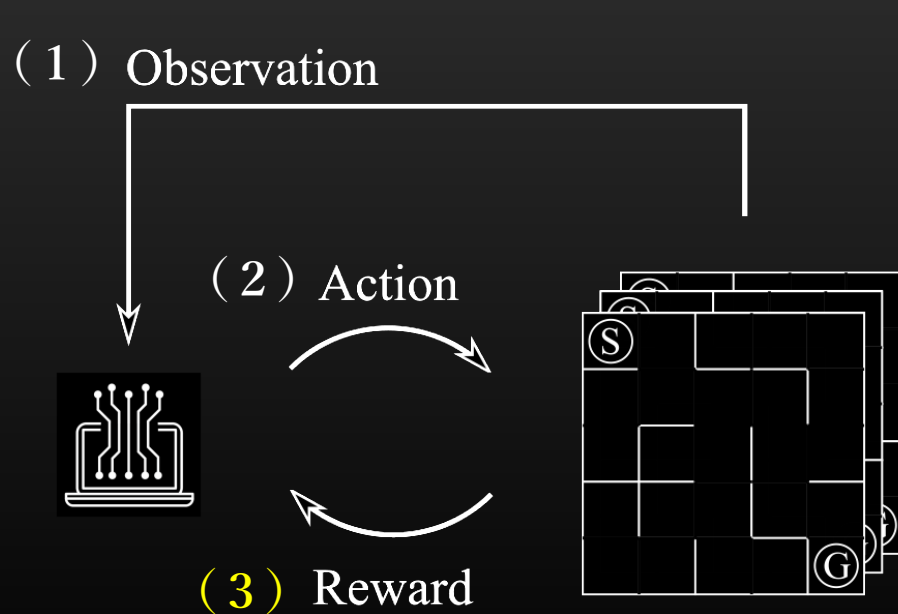 （1）Observation
（2）Action
S
S
S
G
G
G
（3）Reward